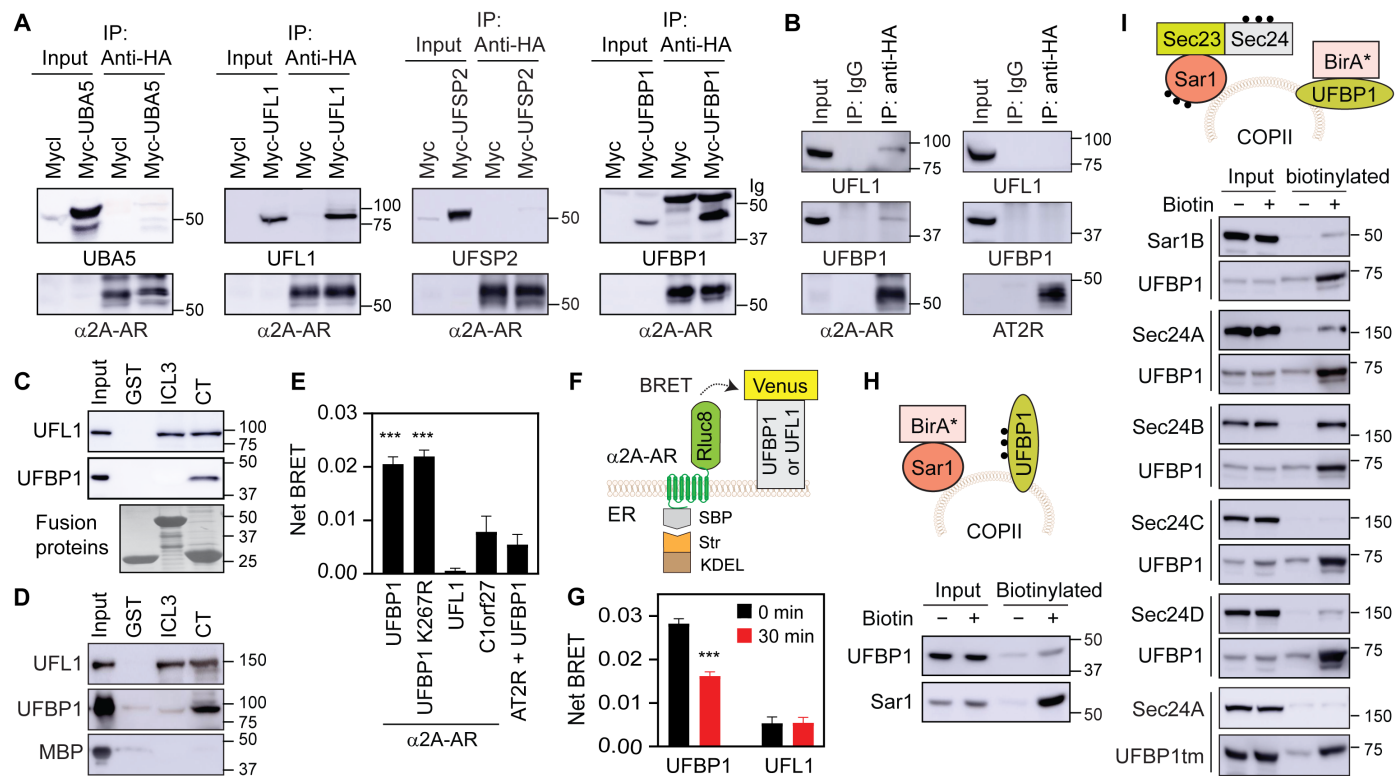 A
IP:
Input Anti-HA
Mycl
Myc-UBA5
Mycl
Myc-UBA5
50
UBA5
50
α2A-AR
IP:
Input Anti-HA
Myc
Myc-UFL1
Myc
Myc-UFL1
100
75
UFL1
50
α2A-AR
IP:
Input Anti-HA
Myc
Myc-UFSP2
Myc
Myc-UFSP2
50
UFSP2
50
α2A-AR
IP:
Input Anti-HA
Myc
Myc-UFBP1
Myc
Myc-UFBP1
Ig
50
37
UFBP1
50
α2A-AR
B
Input
IP: IgG
IP: anti-HA
100
75
UFL1
37
UFBP1
50
α2A-AR
Input
IP: IgG
IP: anti-HA
100
75
UFL1
37
UFBP1
50
AT2R
C
Input
GST
ICL3
CT
UFL1
100
75
UFBP1
50
37
Fusion
proteins
50
37
25
D
Input
GST
ICL3
CT
UFL1
150
UFBP1
100
75
MBP
50
37
E
Net BRET
0.03
0.02
0.01
0.00
***
***
UFBP1
UFBP1 K267R
UFL1
C1orf27
AT2R + UFBP1
α2A-AR
F
BRET
Venus
Rluc8
UFBP1
or UFL1
α2A-AR
ER
SBP
Str
KDEL
G
Net BRET
0.03
0.02
0.01
0.00
0 min
30 min
***
UFBP1
UFL1
H
BirA*
Sar1
UFBP1
COPII
Input Biotinylated
Biotin − + − +
UFBP1
50
37
Sar1
50
I
Sec23 Sec24
Sar1
BirA*
UFBP1
COPII
Input biotinylated
Biotin − + − +
Sar1B
50
UFBP1
75
Sec24A
150
UFBP1
75
Sec24B
150
UFBP1
75
Sec24C
150
UFBP1
75
Sec24D
150
UFBP1
75
Sec24A
150
UFBP1tm
75